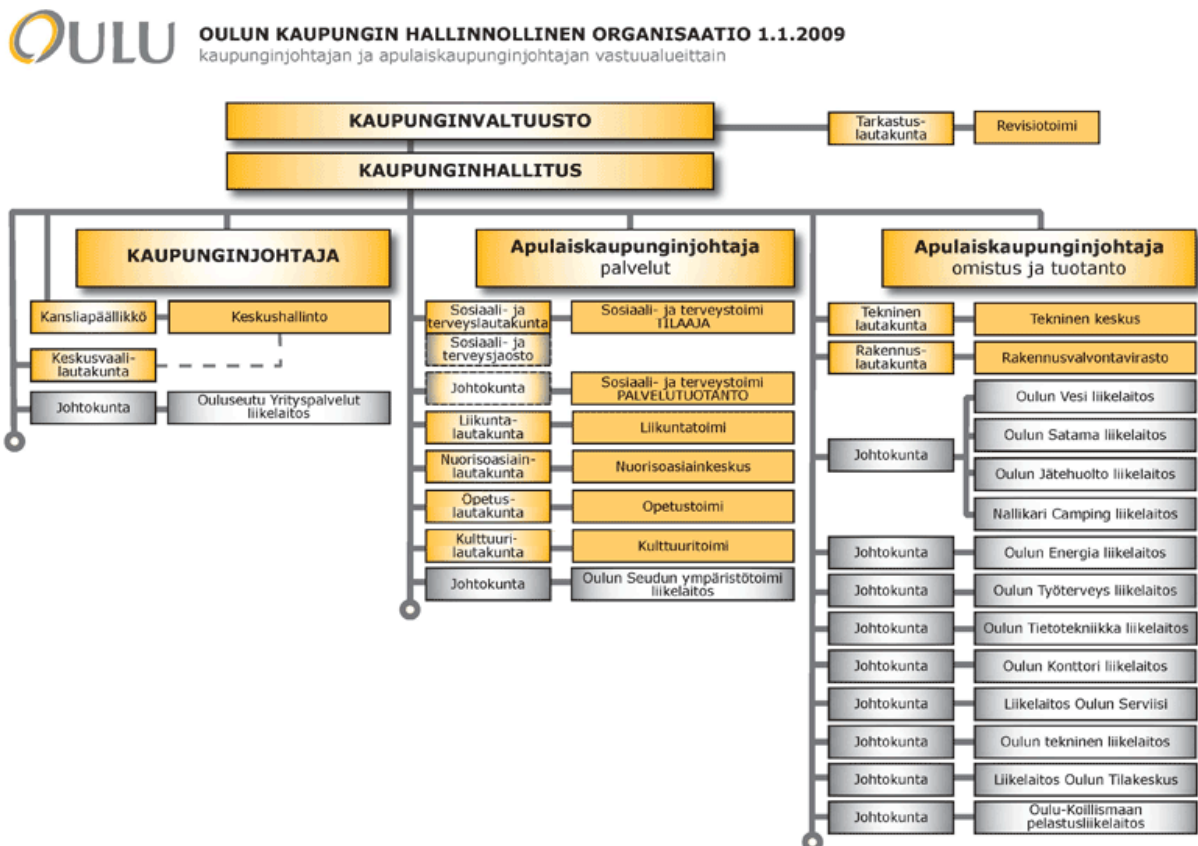 OULU
OULUN KAUPUNGIN HALLINNOLLINEN ORGANISAATIO 1.1.2009
kaupunginjohtajan ja apulaiskaupunginjohtajan vastuualueittain
KAUPUNGINVALTUUSTO
Tarkastus-
lautakunta
Revisiotoimi
KAUPUNGINHALLITUS
KAUPUNGINJOHTAJA
Kansliapäällikkö
Keskushallinto
Keskusvaali-
lautakunta
Johtokunta
Ouluseutu Yrityspalvelut
liikelaitos
Apulaiskaupunginjohtaja
palvelut
Sosiaali- ja
terveyslautakunta
Sosiaali- ja terveystoimi
TILAAJA
Sosiaali- ja
terveysjaosto
Johtokunta
Sosiaali- ja terveystoimi
PALVELUTUOTANTO
Liikunta-
lautakunta
Liikuntatoimi
Nuorisoasiain-
lautakunta
Nuorisoasiainkeskus
Opetus-
lautakunta
Opetustoimi
Kulttuuri-
lautakunta
Kulttuuritoimi
Johtokunta
Oulun Seudun ympäristötoimi
liikelaitos
Apulaiskaupunginjohtaja
omistus ja tuotanto
Tekninen
lautakunta
Tekninen keskus
Rakennus-
lautakunta
Rakennusvalvontavirasto
Johtokunta
Oulun Vesi liikelaitos
Oulun Satama liikelaitos
Oulun Jätehuolto liikelaitos
Nallikari Camping liikelaitos
Johtokunta
Oulun Energia liikelaitos
Johtokunta
Oulun Työterveys liikelaitos
Johtokunta
Oulun Tietotekniikka liikelaitos
Johtokunta
Oulun Konttori liikelaitos
Johtokunta
Liikelaitos Oulun Serviisi
Johtokunta
Oulun tekninen liikelaitos
Johtokunta
Liikelaitos Oulun Tilakeskus
Johtokunta
Oulu-Koillismaan
pelastusliikelaitos